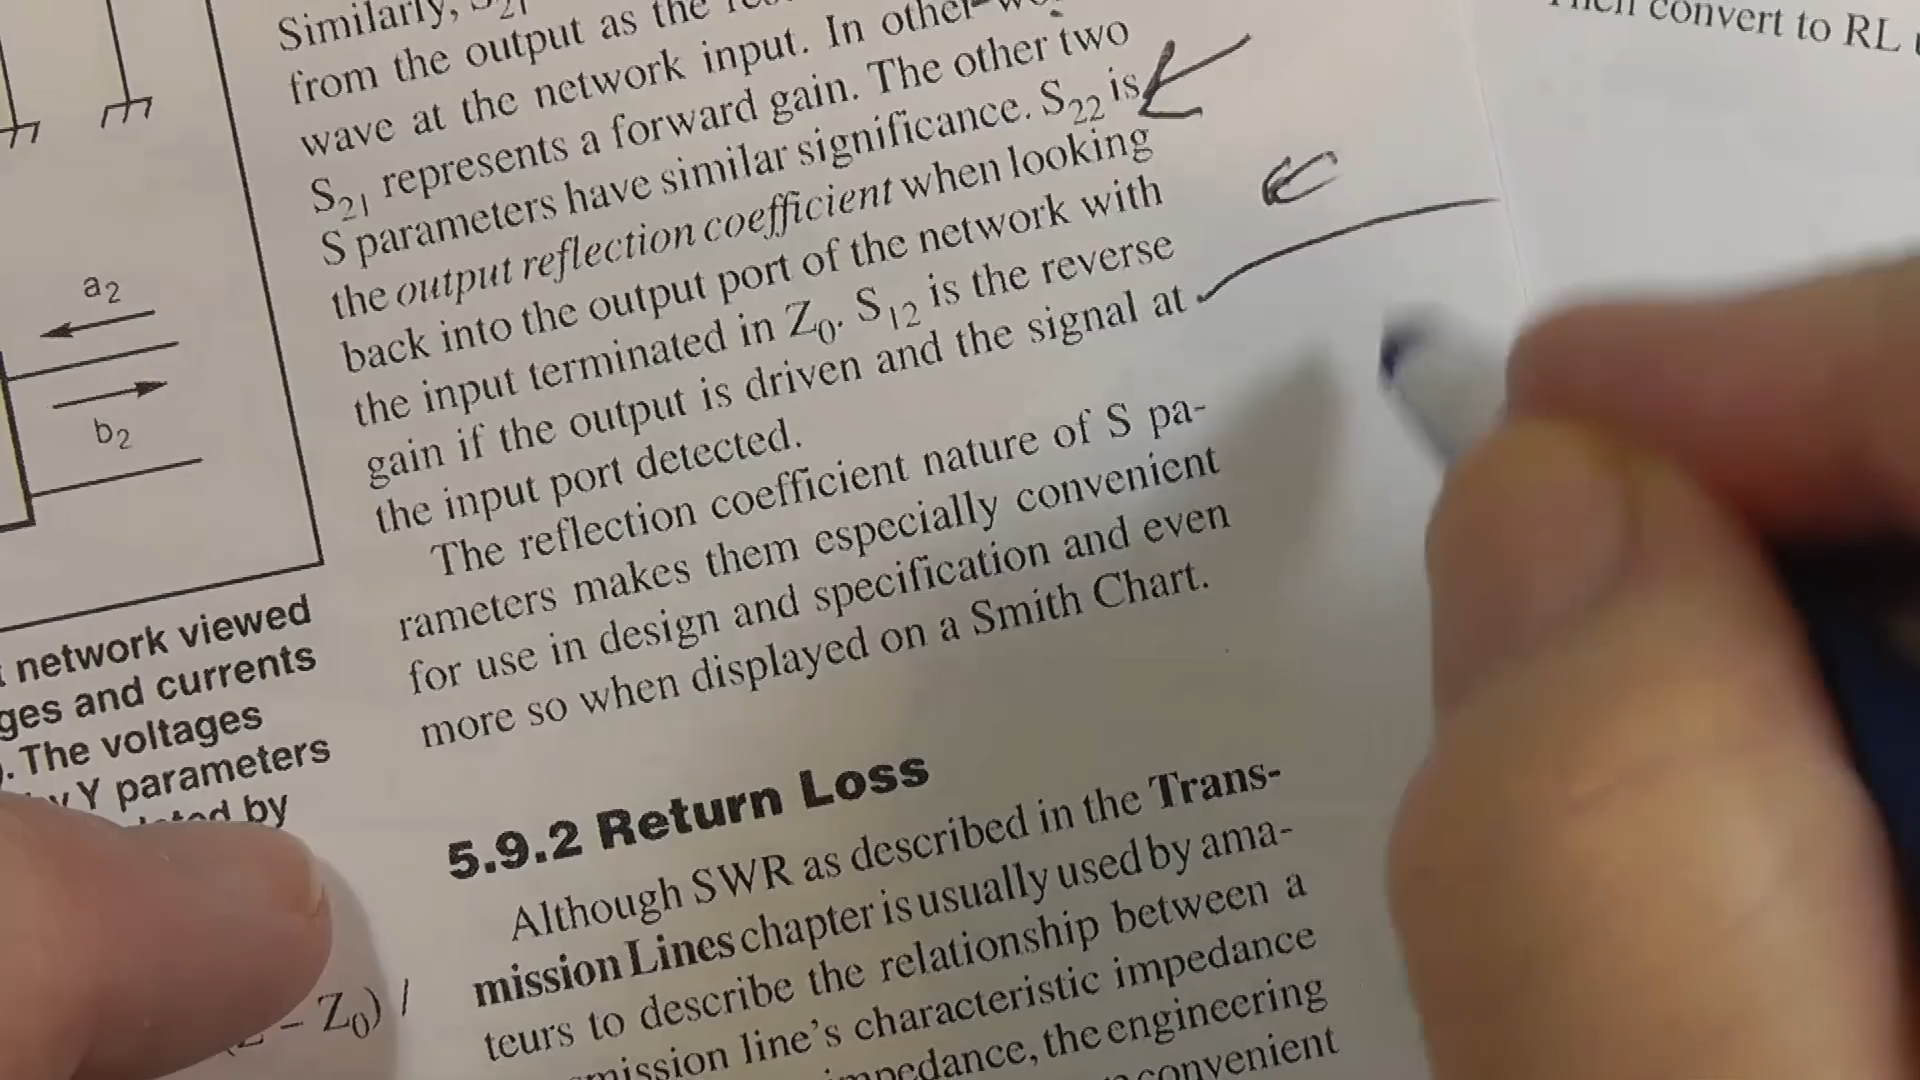 Similarly, S21
from the output as the
wave at the network input. In other
S21 represents a forward gain. The other two
S parameters have similar significance. S22 is
the output reflection coefficient when looking
back into the output port of the network with
the input terminated in Z0. S12 is the reverse
gain if the output is driven and the signal at
the input port detected.
The reflection coefficient nature of S pa-
rameters makes them especially convenient
for use in design and specification and even
more so when displayed on a Smith Chart.
5.9.2 Return Loss
Although SWR as described in the Trans-
mission Lines chapter is usually used by ama-
teurs to describe the relationship between a
mission line's characteristic impedance
impedance, the engineering
convenient
a2
b2
network viewed
ges and currents
. The voltages
y Y parameters
by
– Z0) /
convert to RL